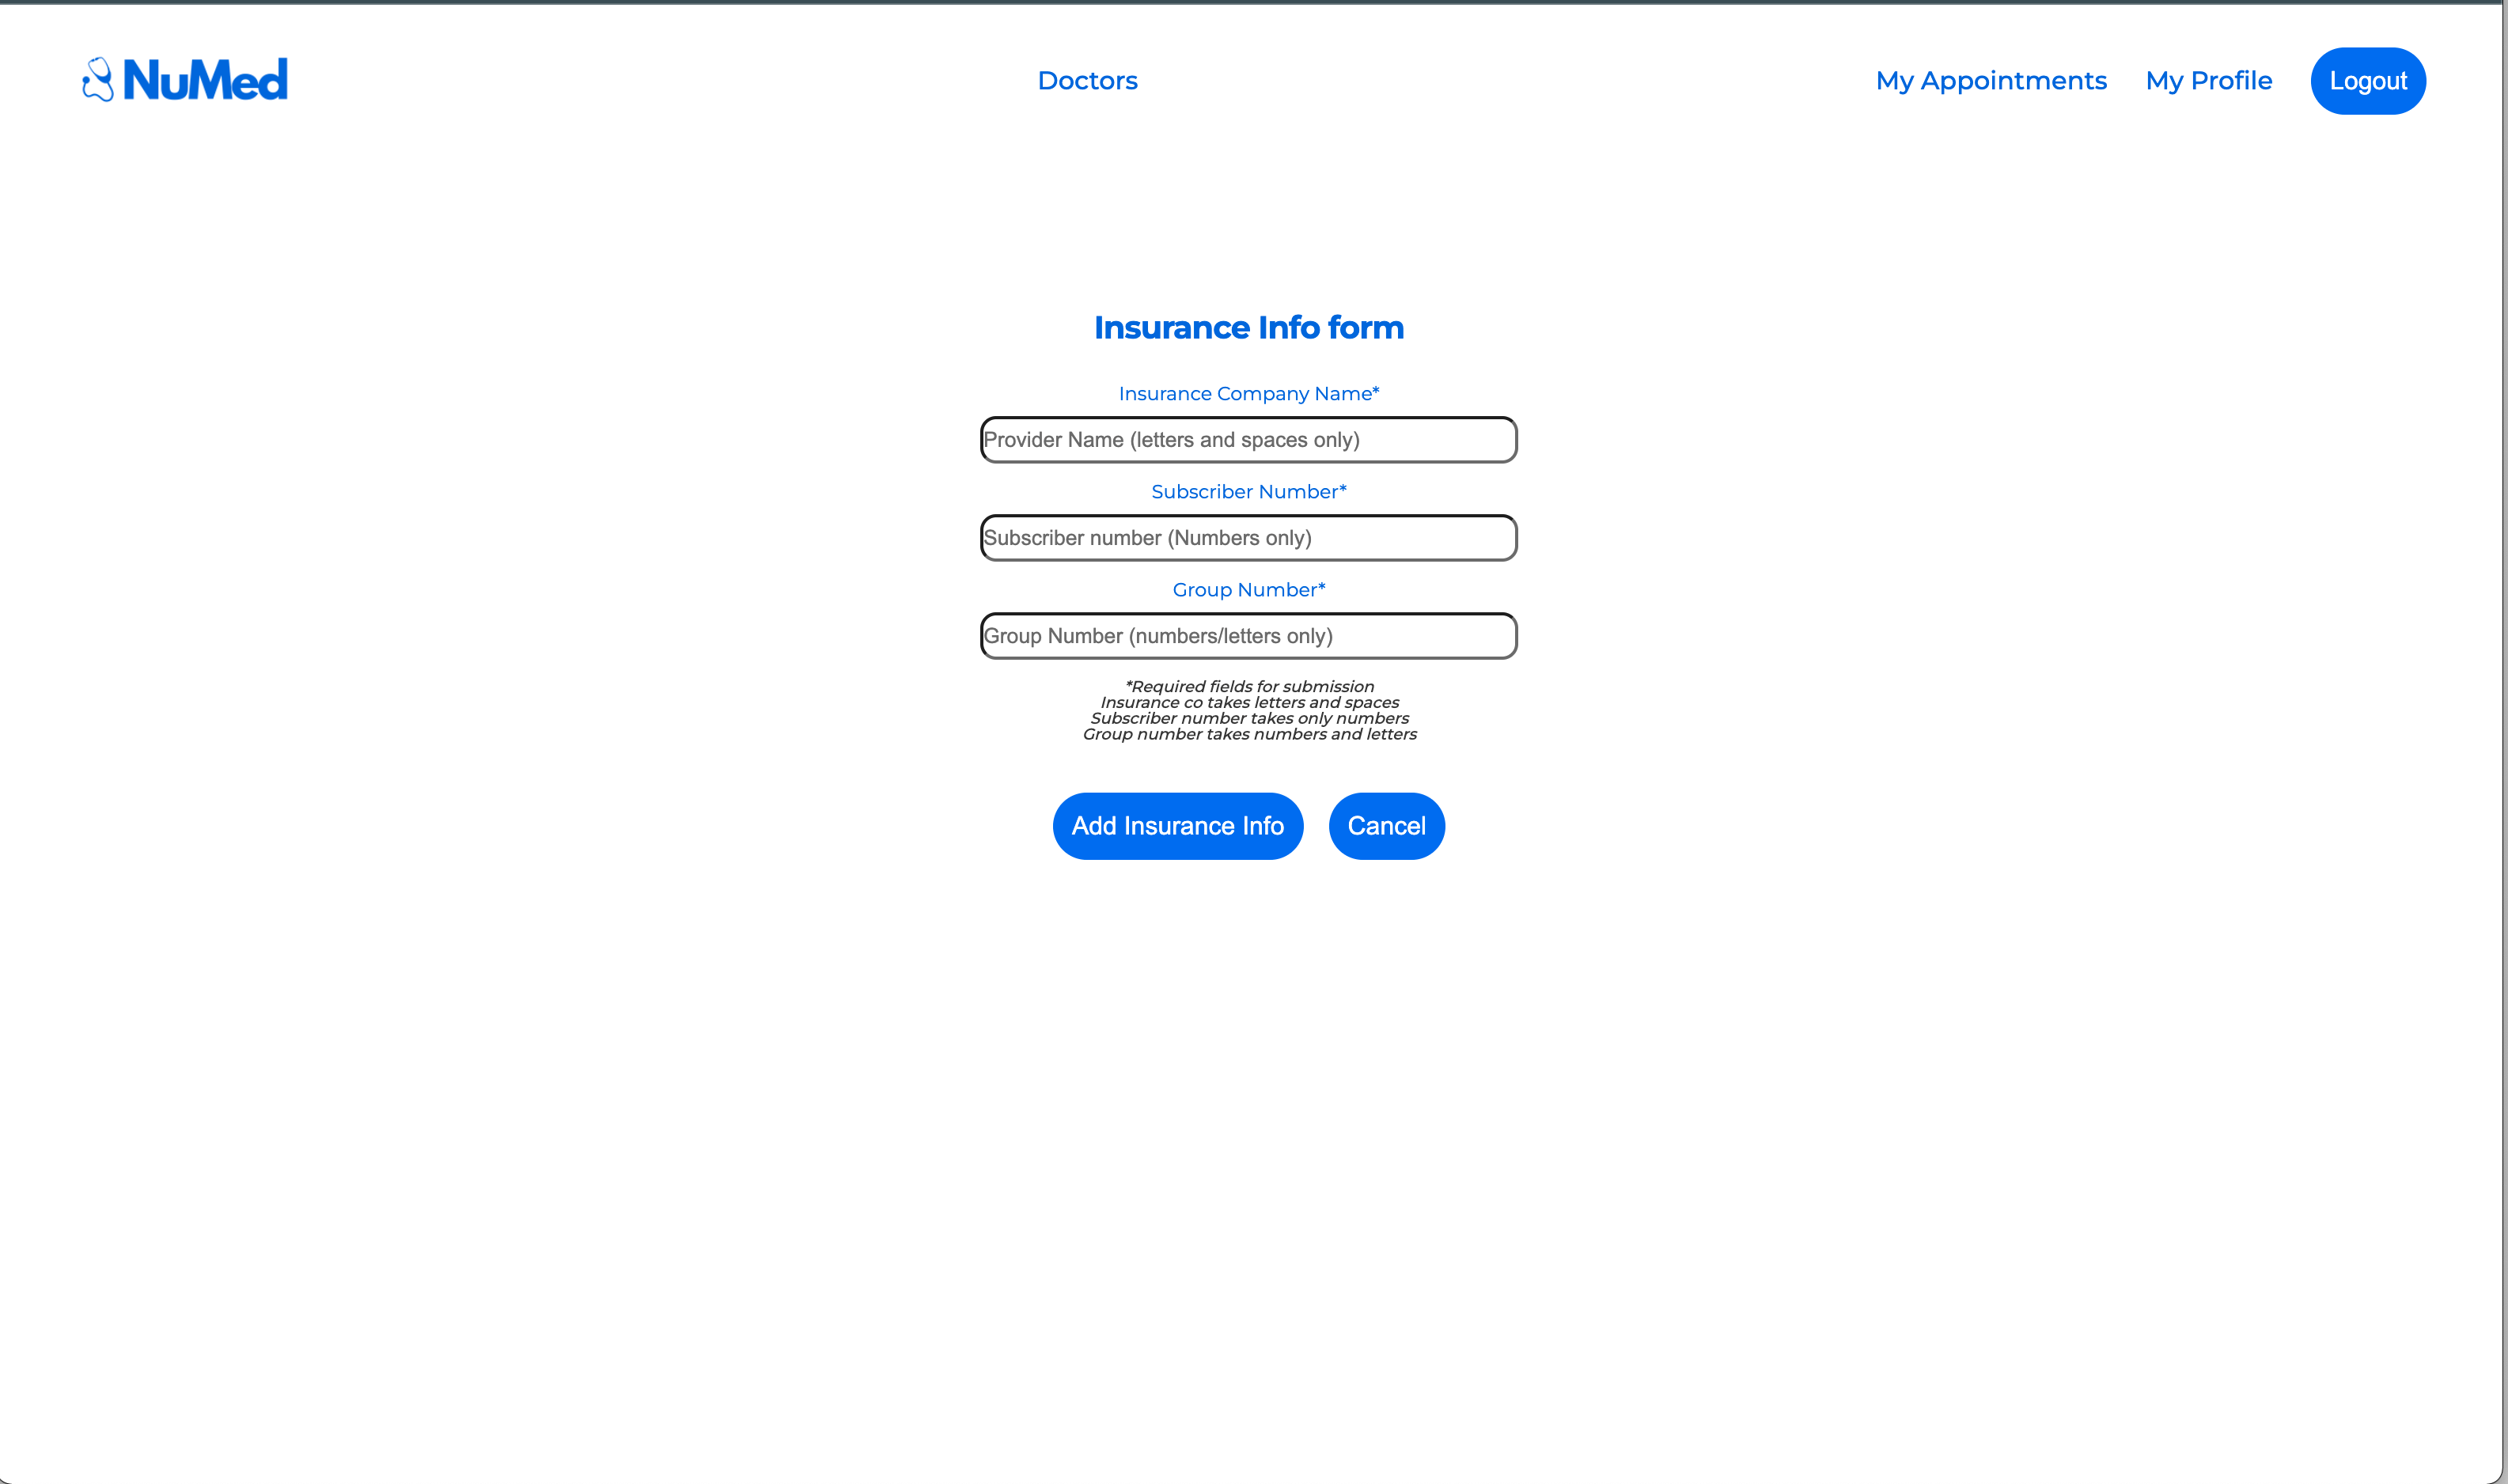 NuMed
Doctors
My Appointments
My Profile
Logout
Insurance Info form
Insurance Company Name*
Provider Name (letters and spaces only)
Subscriber Number*
Subscriber number (Numbers only)
Group Number*
Group Number (numbers/letters only)
*Required fields for submission
Insurance co takes letters and spaces
Subscriber number takes only numbers
Group number takes numbers and letters
Add Insurance Info
Cancel